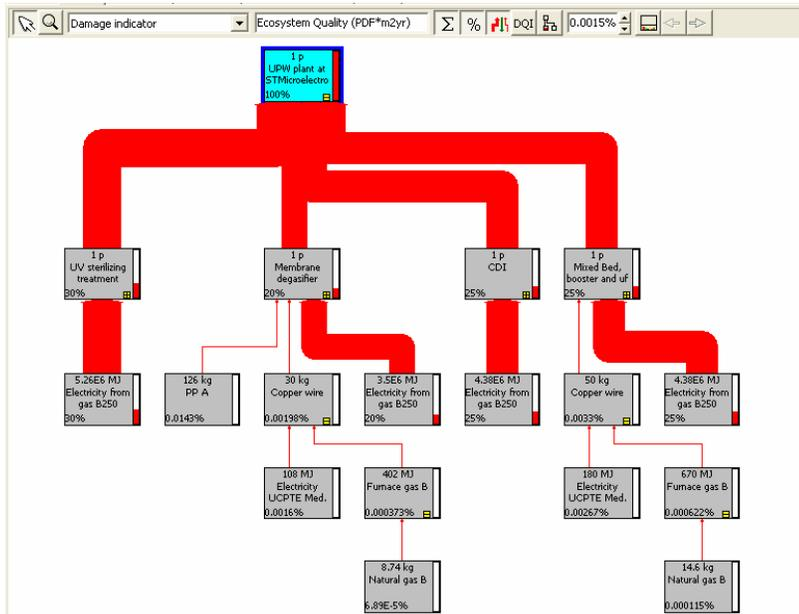 Damage indicator
Ecosystem Quality (PDF*m2yr)
Σ
%
DQI
0.0015%
1 p
UPW plant at
STMicroelectro
100%
1 p
UV sterilizing
treatment
30%
1 p
Membrane
degasifier
20%
1 p
CDI
25%
1 p
Mixed Bed,
booster and uf
25%
5.26E6 MJ
Electricity from
gas B250
30%
126 kg
PP A
0.0143%
30 kg
Copper wire
0.00198%
3.5E6 MJ
Electricity from
gas B250
20%
4.38E6 MJ
Electricity from
gas B250
25%
50 kg
Copper wire
0.0033%
4.38E6 MJ
Electricity from
gas B250
25%
108 MJ
Electricity
UCPTE Med.
0.0016%
402 MJ
Furnace gas B
0.000373%
180 MJ
Electricity
UCPTE Med.
0.00267%
670 MJ
Furnace gas B
0.000622%
8.74 kg
Natural gas B
6.89E-5%
14.6 kg
Natural gas B
0.000115%